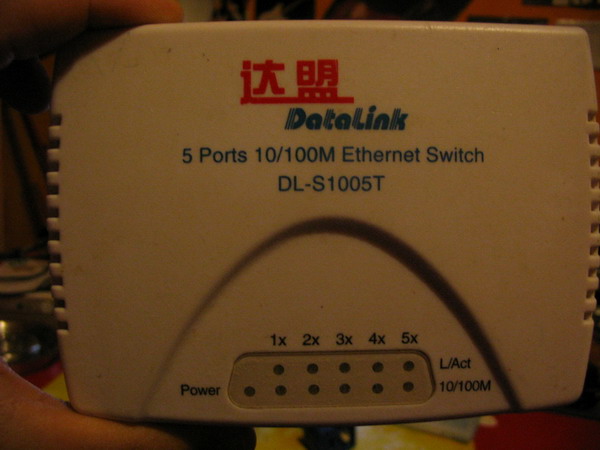 达盟
DataLink
5 Ports 10/100M Ethernet Switch
DL-S1005T
1x 2x 3x 4x 5x
L/Act
Power
10/100M